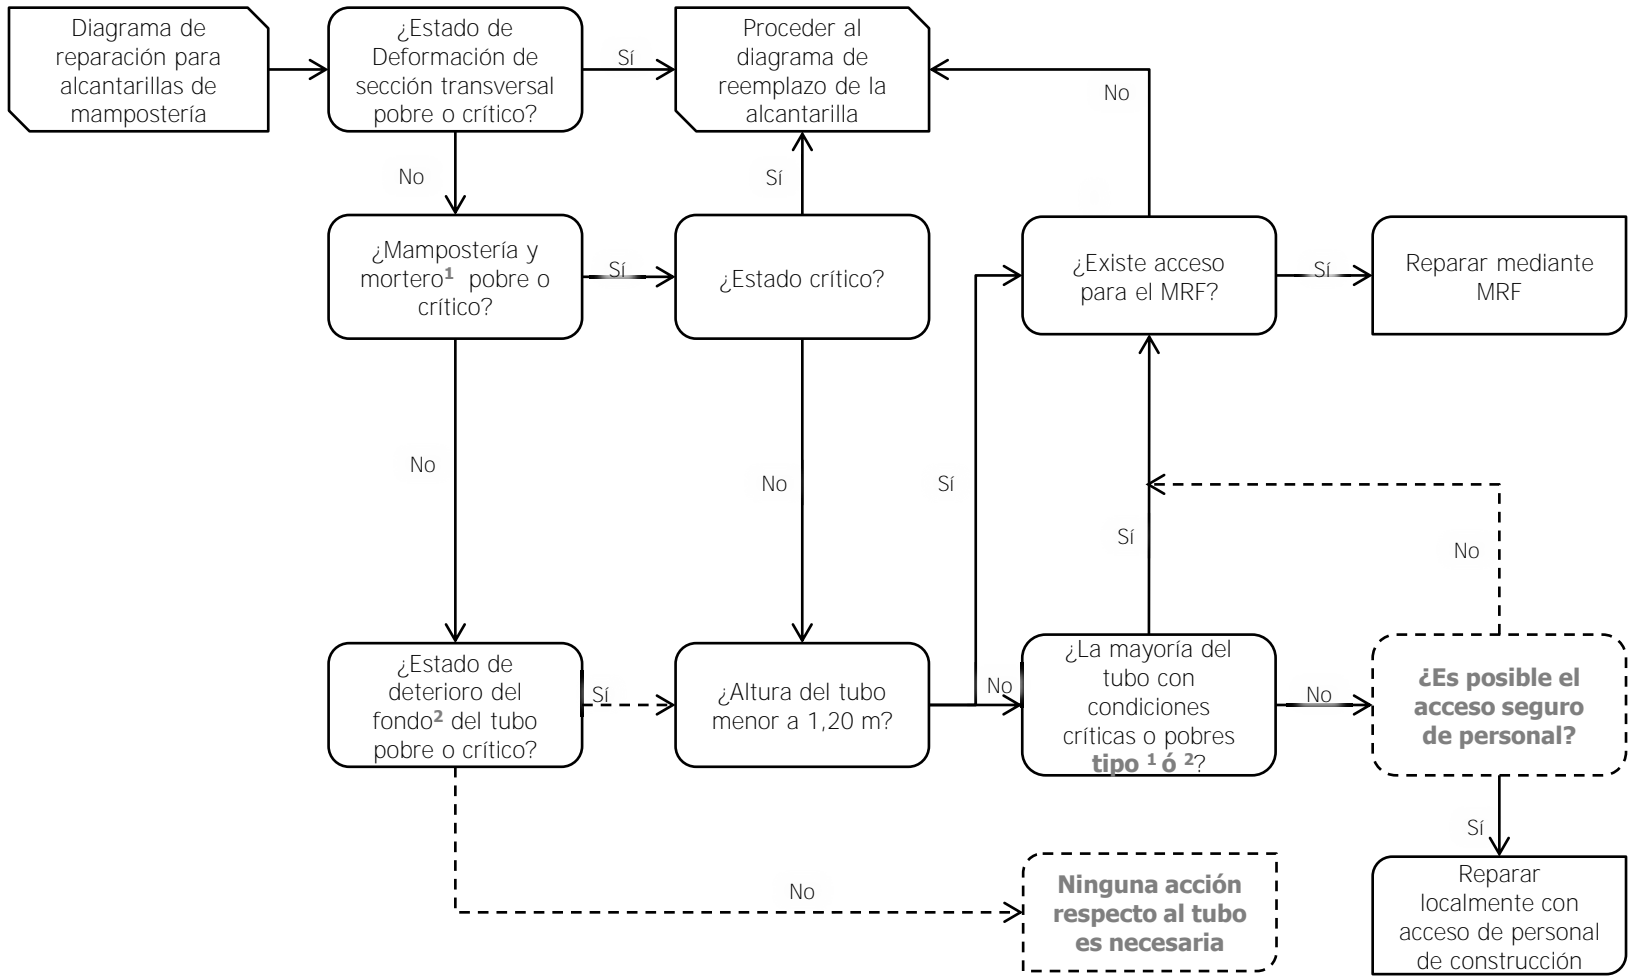 Diagrama de
reparación para
alcantarillas de
mampostería
¿Estado de
Deformación de
sección transversal
pobre o crítico?
Sí
Proceder al
diagrama de
reemplazo de la
alcantarilla
No
No
Sí
¿Mampostería y
mortero¹ pobre o
crítico?
Sí
¿Estado crítico?
¿Existe acceso
para el MRF?
Sí
Reparar mediante
MRF
No
No
Sí
Sí
No
¿Estado de
deterioro del
fondo² del tubo
pobre o crítico?
Sí
¿Altura del tubo
menor a 1,20 m?
No
¿La mayoría del
tubo con
condiciones
críticas o pobres
tipo ¹ ó ²?
No
¿Es posible el
acceso seguro
de personal?
Sí
No
Ninguna acción
respecto al tubo
es necesaria
Reparar
localmente con
acceso de personal
de construcción